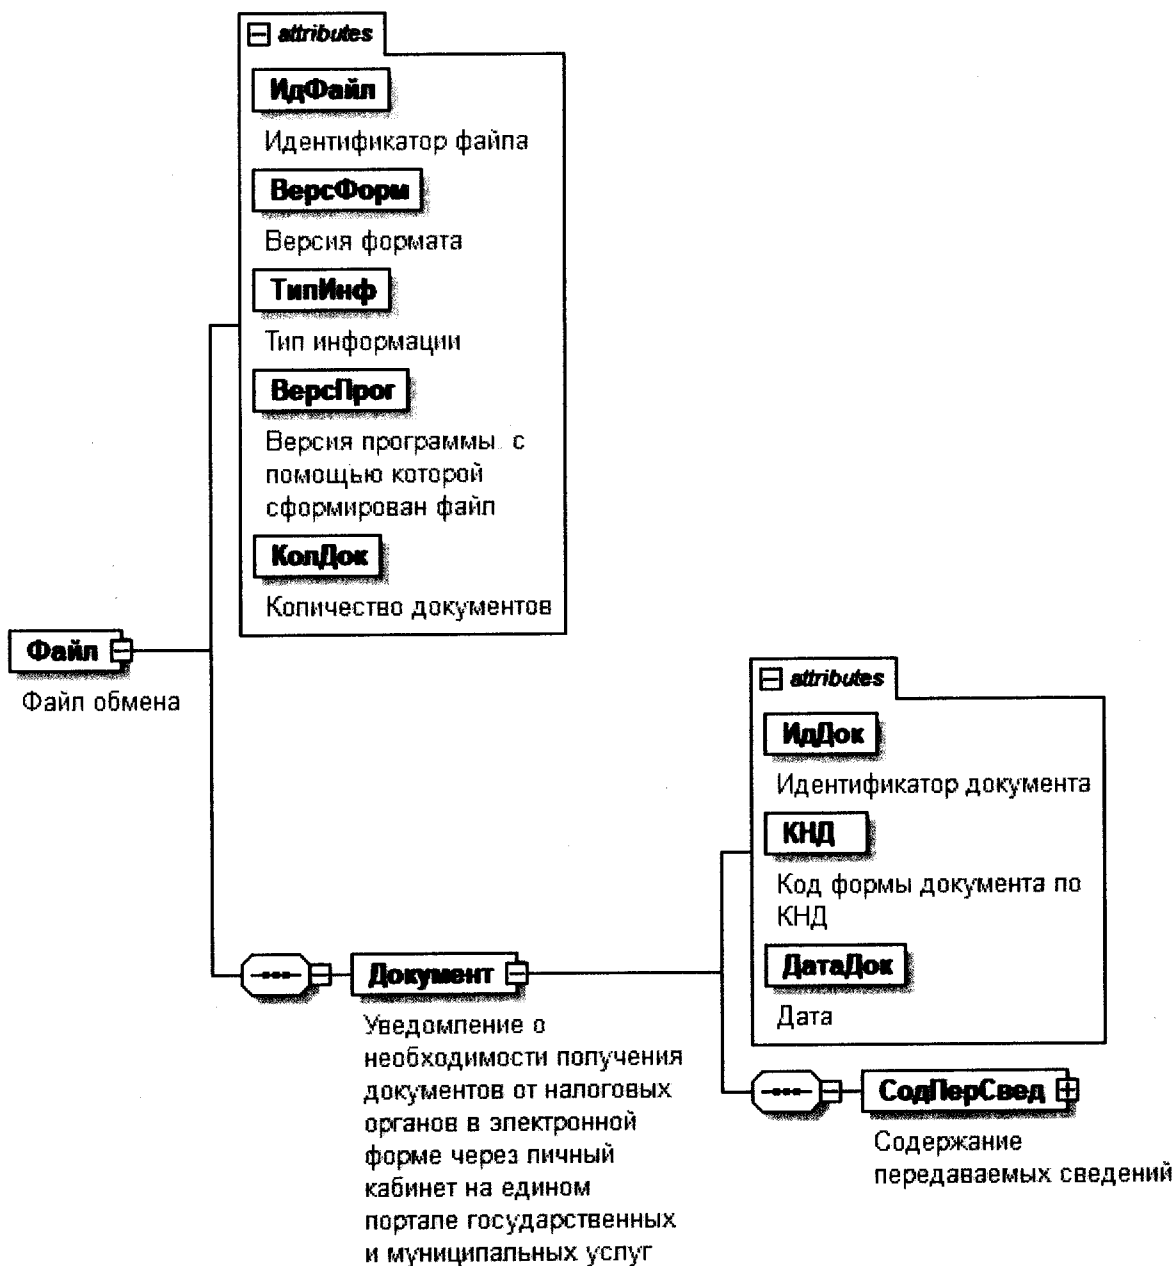 attributes
ИдФайл
Идентификатор файла
ВерсФорм
Версия формата
ТипИнф
Тип информации
ВерсПрог
Версия программы с
помощью которой
сформирован файл
КолДок
Количество документов
Файл
Файл обмена
attributes
ИдДок
Идентификатор документа
КНД
Код формы документа по
КНД
ДатаДок
Дата
Документ
Уведомление о
необходимости получения
документов от налоговых
органов в электронной
форме через личный
кабинет на едином
портале государственных
и муниципальных услуг
СодПерСвед
Содержание
передаваемых сведений